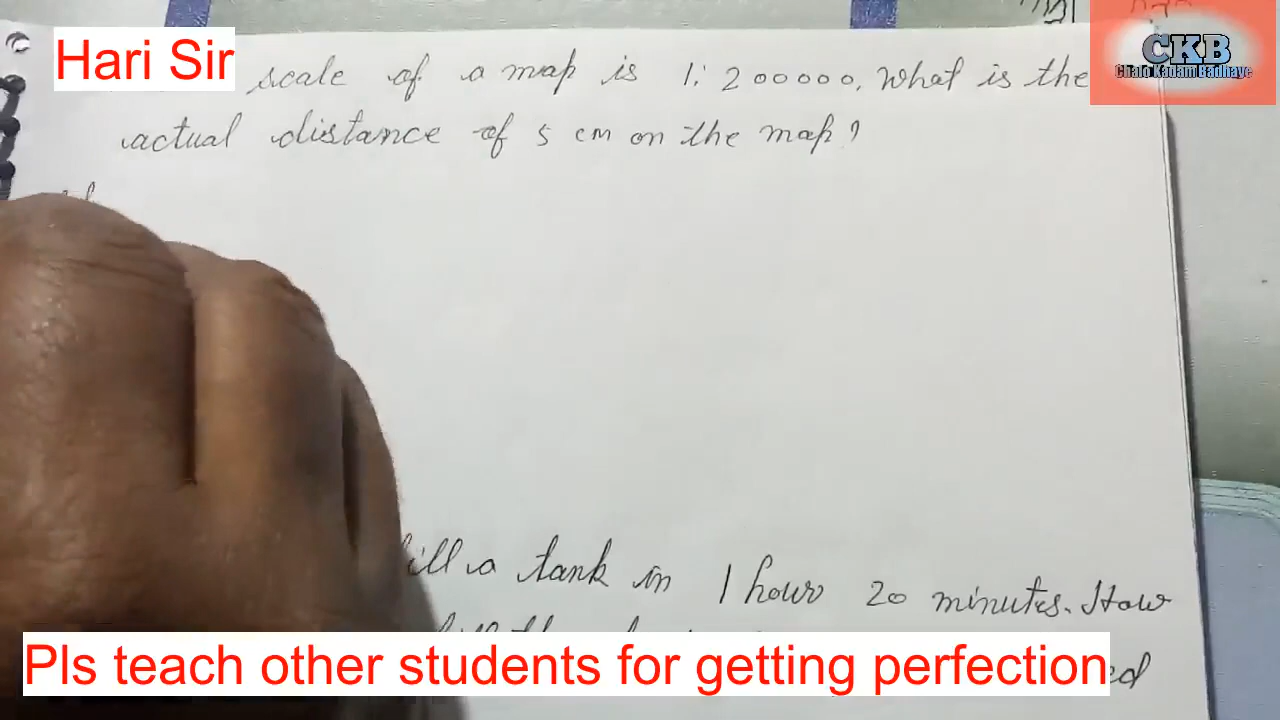 Hari Sir
CKB
Chalo Kadam Badhaye
scale of a map is 1: 200000. What is the
actual distance of 5 cm on the map?
fill a tank in 1 hour 20 minutes. How
Pls teach other students for getting perfection